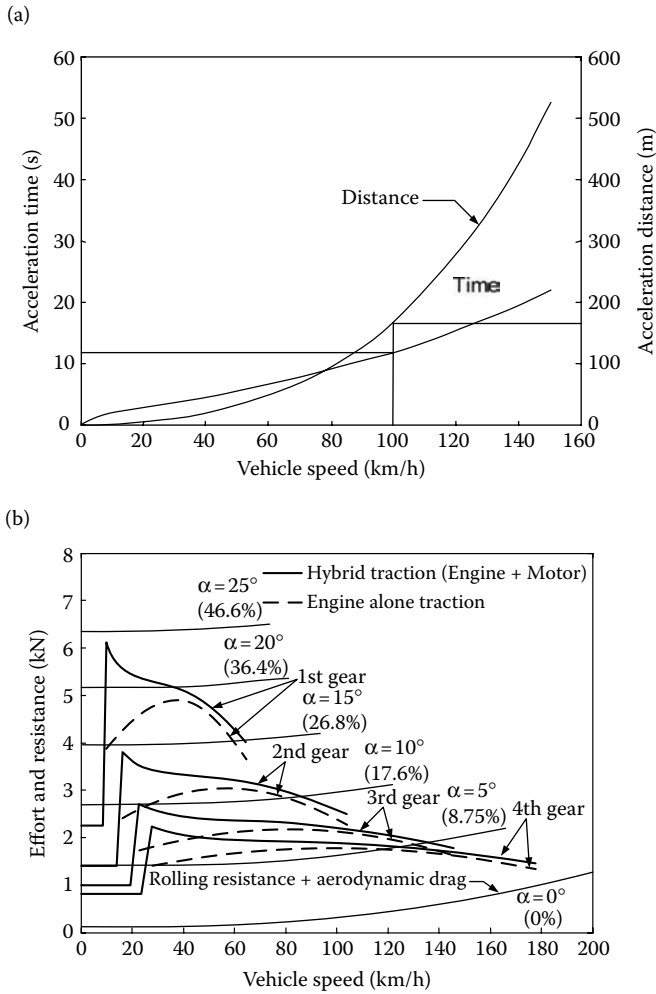 (a)
60
50
40
30
20
10
0
Acceleration time (s)
600
500
400
300
200
100
0
Acceleration distance (m)
Distance
Time
0 20 40 60 80 100 120 140 160
Vehicle speed (km/h)
(b)
8
7
6
5
4
3
2
1
0
Effort and resistance (kN)
α = 25°
(46.6%)
Hybrid traction (Engine + Motor)
Engine alone traction
α = 20°
(36.4%)
1st gear
α = 15°
(26.8%)
2nd gear
α = 10°
(17.6%)
3rd gear
α = 5°
(8.75%)
4th gear
Rolling resistance + aerodynamic drag
α = 0°
(0%)
0 20 40 60 80 100 120 140 160 180 200
Vehicle speed (km/h)